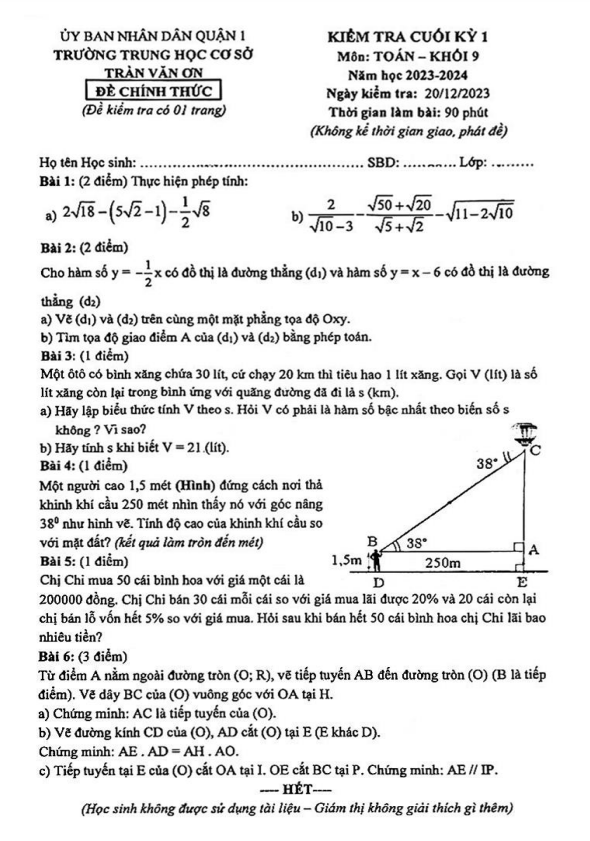 ỦY BAN NHÂN DÂN QUẬN 1
TRƯỜNG TRUNG HỌC CƠ SỞ
TRẦN VĂN ƠN
ĐỀ CHÍNH THỨC
(Đề kiểm tra có 01 trang)
KIỂM TRA CUỐI KỲ 1
Môn: TOÁN – KHỐI 9
Năm học 2023-2024
Ngày kiểm tra: 20/12/2023
Thời gian làm bài: 90 phút
(Không kể thời gian giao, phát đề)
Họ tên Học sinh: ................................................ SBD: ........... Lớp: .........
Bài 1: (2 điểm) Thực hiện phép tính:
a) 2√18 − (5√2 − 1) − 1/2 √8
b) 2/(√10 − 3) − (√50 + √20)/(√5 + √2) − √(11 − 2√10)
Bài 2: (2 điểm)
Cho hàm số y = −1/2 x có đồ thị là đường thẳng (d₁) và hàm số y = x – 6 có đồ thị là đường
thẳng (d₂)
a) Vẽ (d₁) và (d₂) trên cùng một mặt phẳng tọa độ Oxy.
b) Tìm tọa độ giao điểm A của (d₁) và (d₂) bằng phép toán.
Bài 3: (1 điểm)
Một ôtô có bình xăng chứa 30 lít, cứ chạy 20 km thì tiêu hao 1 lít xăng. Gọi V (lít) là số
lít xăng còn lại trong bình ứng với quãng đường đã đi là s (km).
a) Hãy lập biểu thức tính V theo s. Hỏi V có phải là hàm số bậc nhất theo biến số s
không ? Vì sao?
b) Hãy tính s khi biết V = 21 (lít).
Bài 4: (1 điểm)
Một người cao 1,5 mét (Hình) đứng cách nơi thả
khinh khí cầu 250 mét nhìn thấy nó với góc nâng
38⁰ như hình vẽ. Tính độ cao của khinh khí cầu so
với mặt đất? (kết quả làm tròn đến mét)
C
38°
B
38°
A
1,5m
250m
D
E
Bài 5: (1 điểm)
Chị Chi mua 50 cái bình hoa với giá một cái là
200000 đồng. Chị Chi bán 30 cái mỗi cái so với giá mua lãi được 20% và 20 cái còn lại
chị bán lỗ vốn hết 5% so với giá mua. Hỏi sau khi bán hết 50 cái bình hoa chị Chi lãi bao
nhiêu tiền?
Bài 6: (3 điểm)
Từ điểm A nằm ngoài đường tròn (O; R), vẽ tiếp tuyến AB đến đường tròn (O) (B là tiếp
điểm). Vẽ dây BC của (O) vuông góc với OA tại H.
a) Chứng minh: AC là tiếp tuyến của (O).
b) Vẽ đường kính CD của (O), AD cắt (O) tại E (E khác D).
Chứng minh: AE . AD = AH . AO.
c) Tiếp tuyến tại E của (O) cắt OA tại I. OE cắt BC tại P. Chứng minh: AE // IP.
---- HẾT----
(Học sinh không được sử dụng tài liệu – Giám thị không giải thích gì thêm)